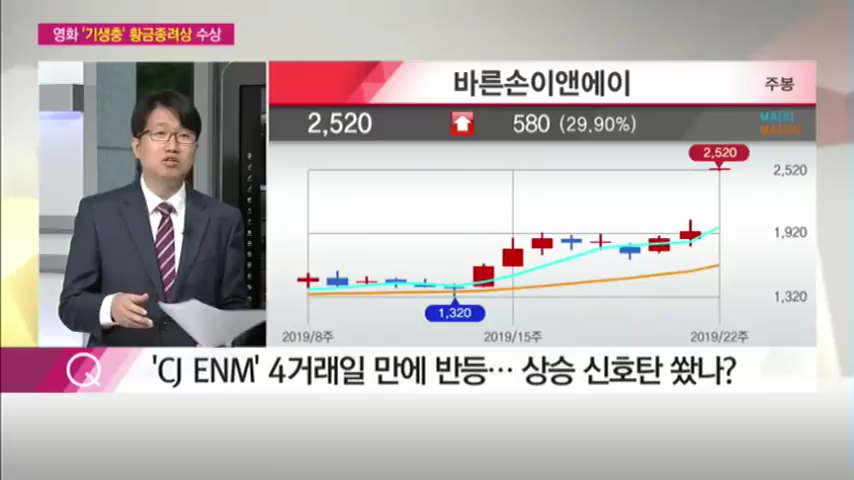 영화 '기생충' 황금종려상 수상
바른손이앤에이
주봉
2,520
580 (29.90%)
MA[5]
2,520
2,520
1,920
1,320
1,320
2019/8주
2019/15주
2019/22주
Q
'CJ ENM' 4거래일 만에 반등… 상승 신호탄 쐈나?